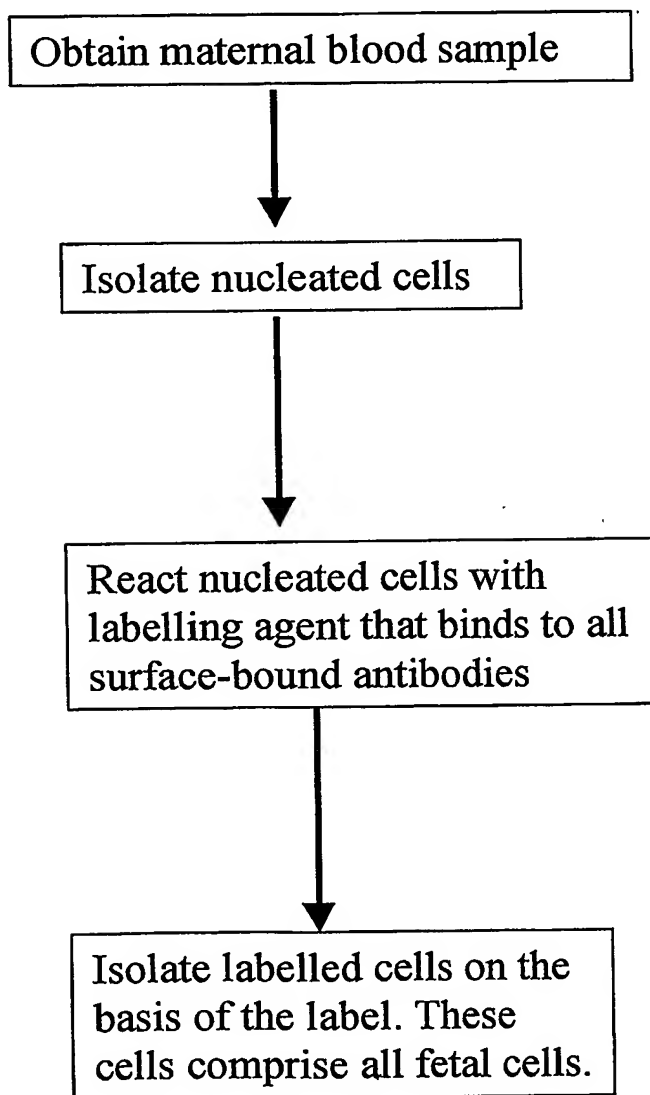 Obtain maternal blood sample
Isolate nucleated cells
React nucleated cells with
labelling agent that binds to all
surface-bound antibodies
Isolate labelled cells on the
basis of the label. These
cells comprise all fetal cells.